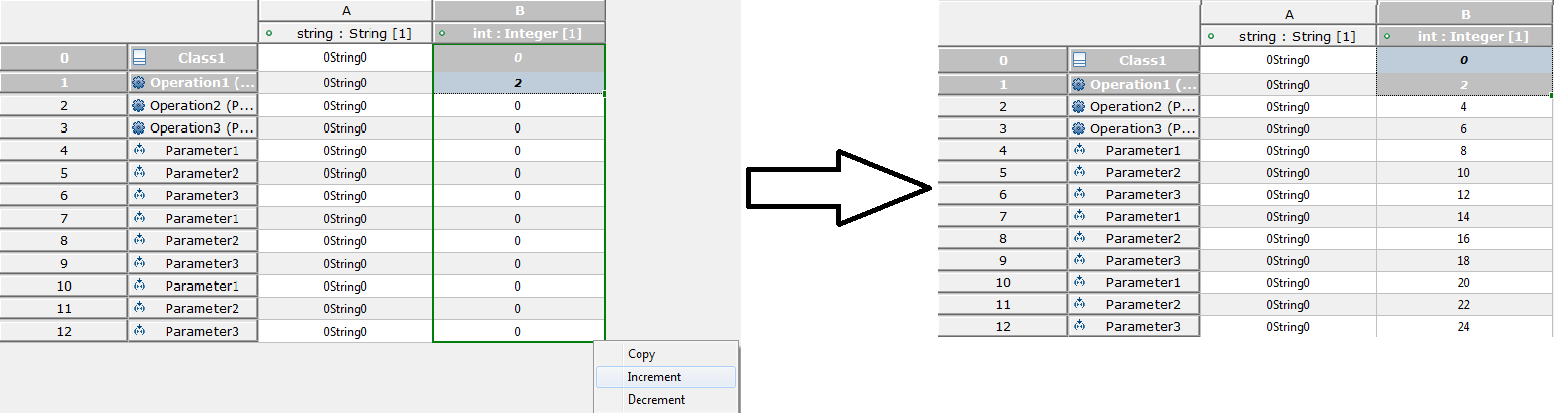 A B
string : String [1] int : Integer [1]
0 Class1 0String0 0
1 Operation1 (... 0String0 2
2 Operation2 (P... 0String0 0
3 Operation3 (P... 0String0 0
4 Parameter1 0String0 0
5 Parameter2 0String0 0
6 Parameter3 0String0 0
7 Parameter1 0String0 0
8 Parameter2 0String0 0
9 Parameter3 0String0 0
10 Parameter1 0String0 0
11 Parameter2 0String0 0
12 Parameter3 0String0 0
Copy
Increment
Decrement
A B
string : String [1] int : Integer [1]
0 Class1 0String0 0
1 Operation1 (... 0String0 2
2 Operation2 (P... 0String0 4
3 Operation3 (P... 0String0 6
4 Parameter1 0String0 8
5 Parameter2 0String0 10
6 Parameter3 0String0 12
7 Parameter1 0String0 14
8 Parameter2 0String0 16
9 Parameter3 0String0 18
10 Parameter1 0String0 20
11 Parameter2 0String0 22
12 Parameter3 0String0 24